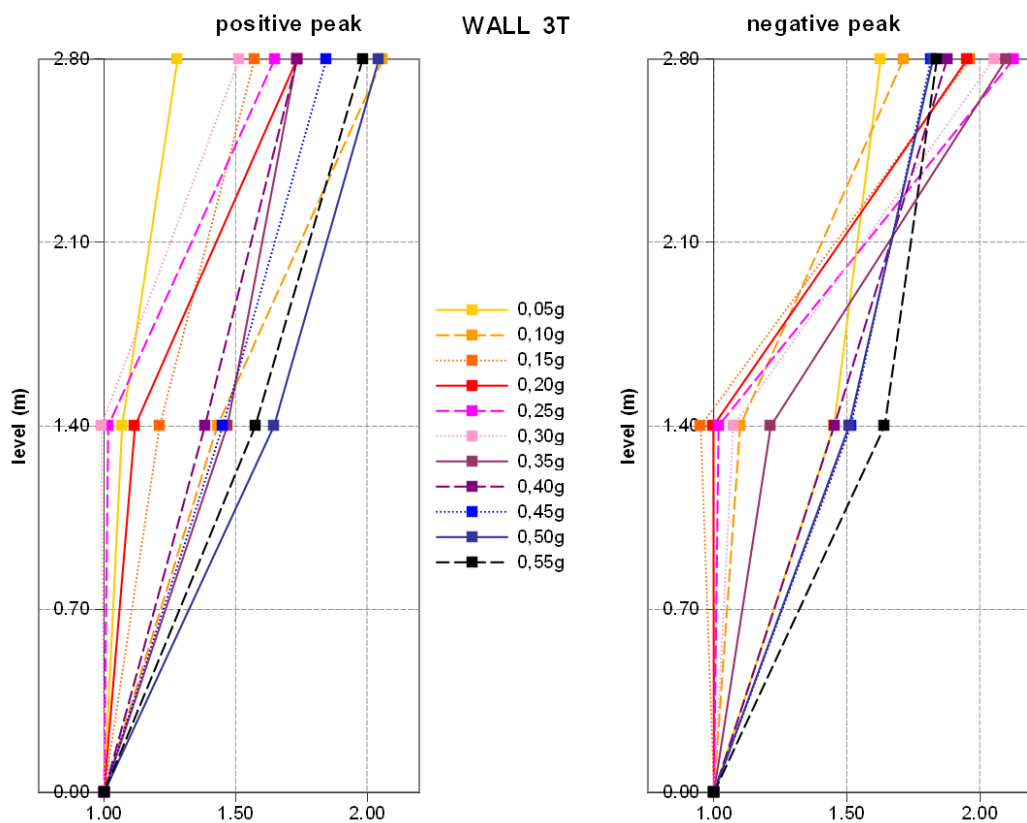 positive peak
WALL 3T
negative peak
2.80
2.10
1.40
0.70
0.00
level (m)
1.00
1.50
2.00
0,05g
0,10g
0,15g
0,20g
0,25g
0,30g
0,35g
0,40g
0,45g
0,50g
0,55g
2.80
2.10
1.40
0.70
0.00
level (m)
1.00
1.50
2.00